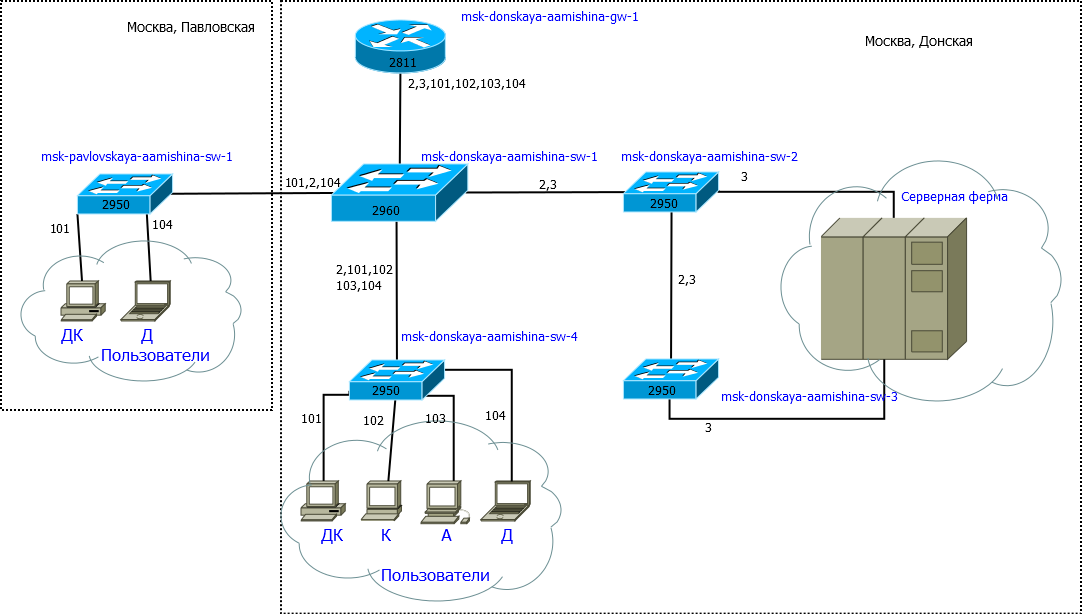 Москва, Павловская
msk-donskaya-aamishina-gw-1
Москва, Донская
2811
2,3,101,102,103,104
msk-pavlovskaya-aamishina-sw-1
msk-donskaya-aamishina-sw-1
msk-donskaya-aamishina-sw-2
2950
101,2,104
2960
2,3
2950
3
Серверная ферма
101
104
ДК
Д
Пользователи
2,101,102
103,104
2,3
msk-donskaya-aamishina-sw-4
2950
2950
msk-donskaya-aamishina-sw-3
3
101
102
103
104
ДК
К
А
Д
Пользователи